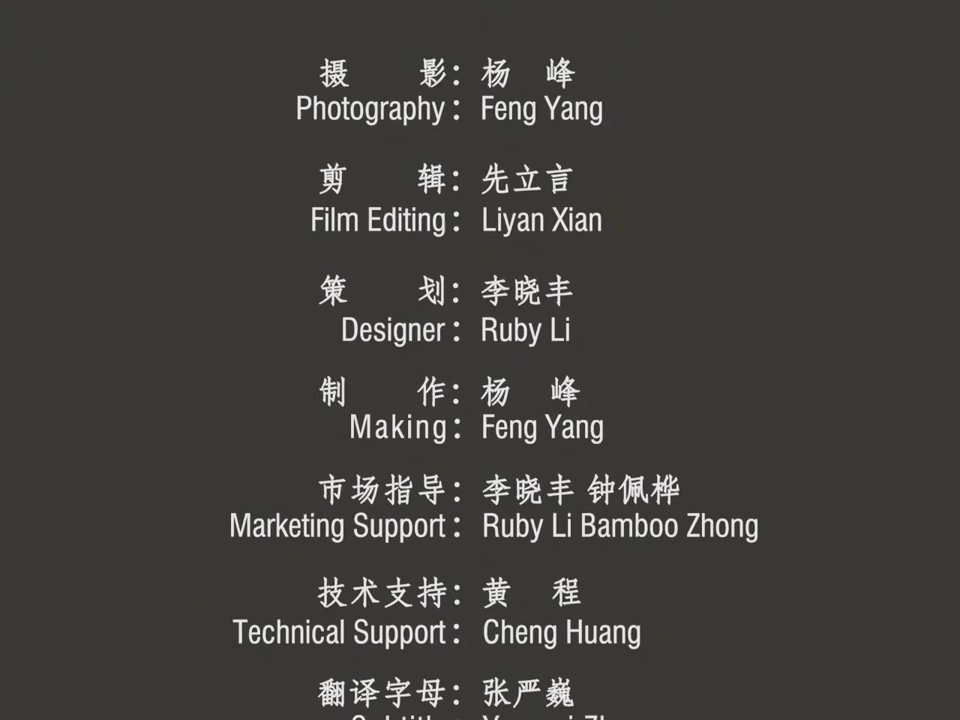 摄 影：杨 峰
Photography：Feng Yang
剪 辑：先立言
Film Editing：Liyan Xian
策 划：李晓丰
Designer：Ruby Li
制 作：杨 峰
Making：Feng Yang
市场指导：李晓丰 钟佩桦
Marketing Support：Ruby Li Bamboo Zhong
技术支持：黄 程
Technical Support：Cheng Huang
翻译字母：张严巍